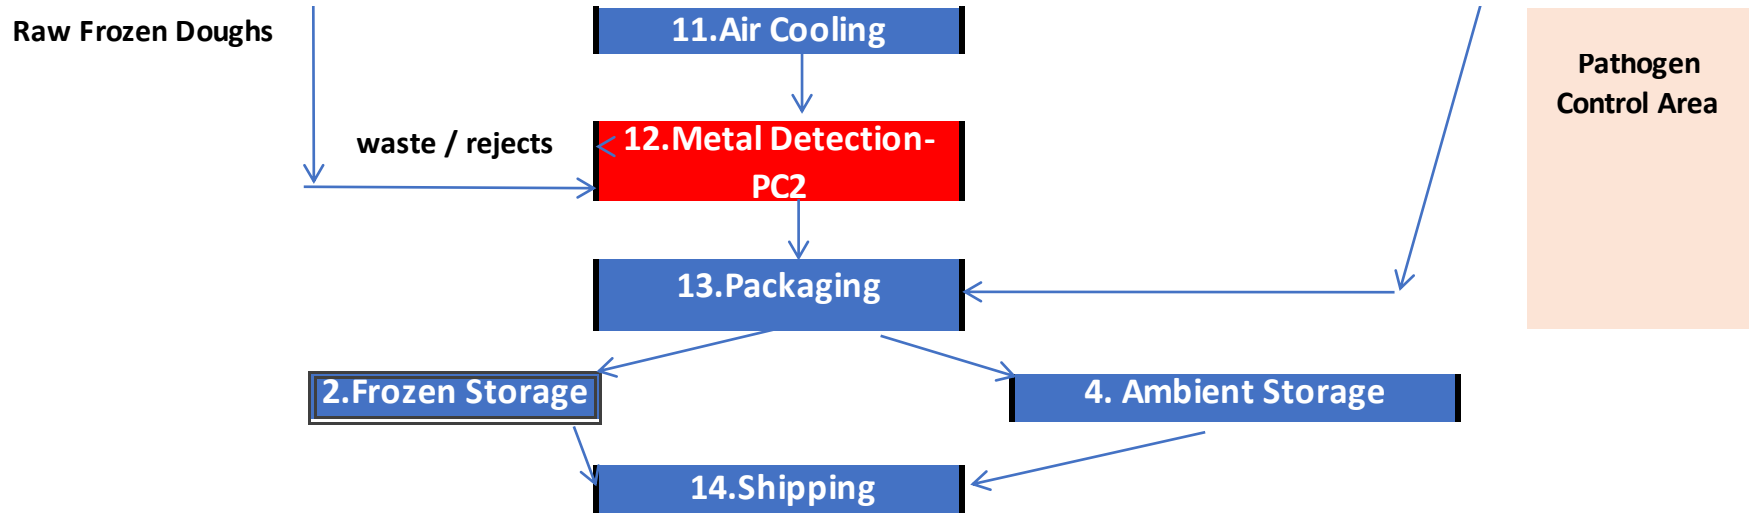 Raw Frozen Doughs
11.Air Cooling
Pathogen
Control Area
waste / rejects
12.Metal Detection-
PC2
13.Packaging
2.Frozen Storage
4. Ambient Storage
14.Shipping